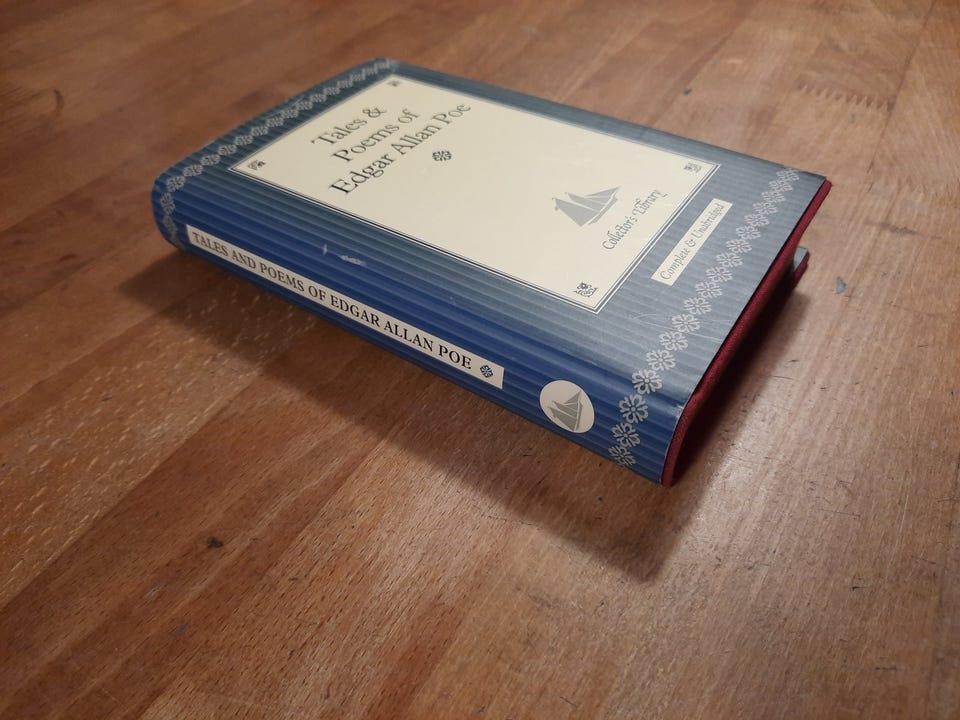 Tales &
Poems of
Edgar Allan Poe
Collector's Library
Complete & Unabridged
TALES AND POEMS OF EDGAR ALLAN POE